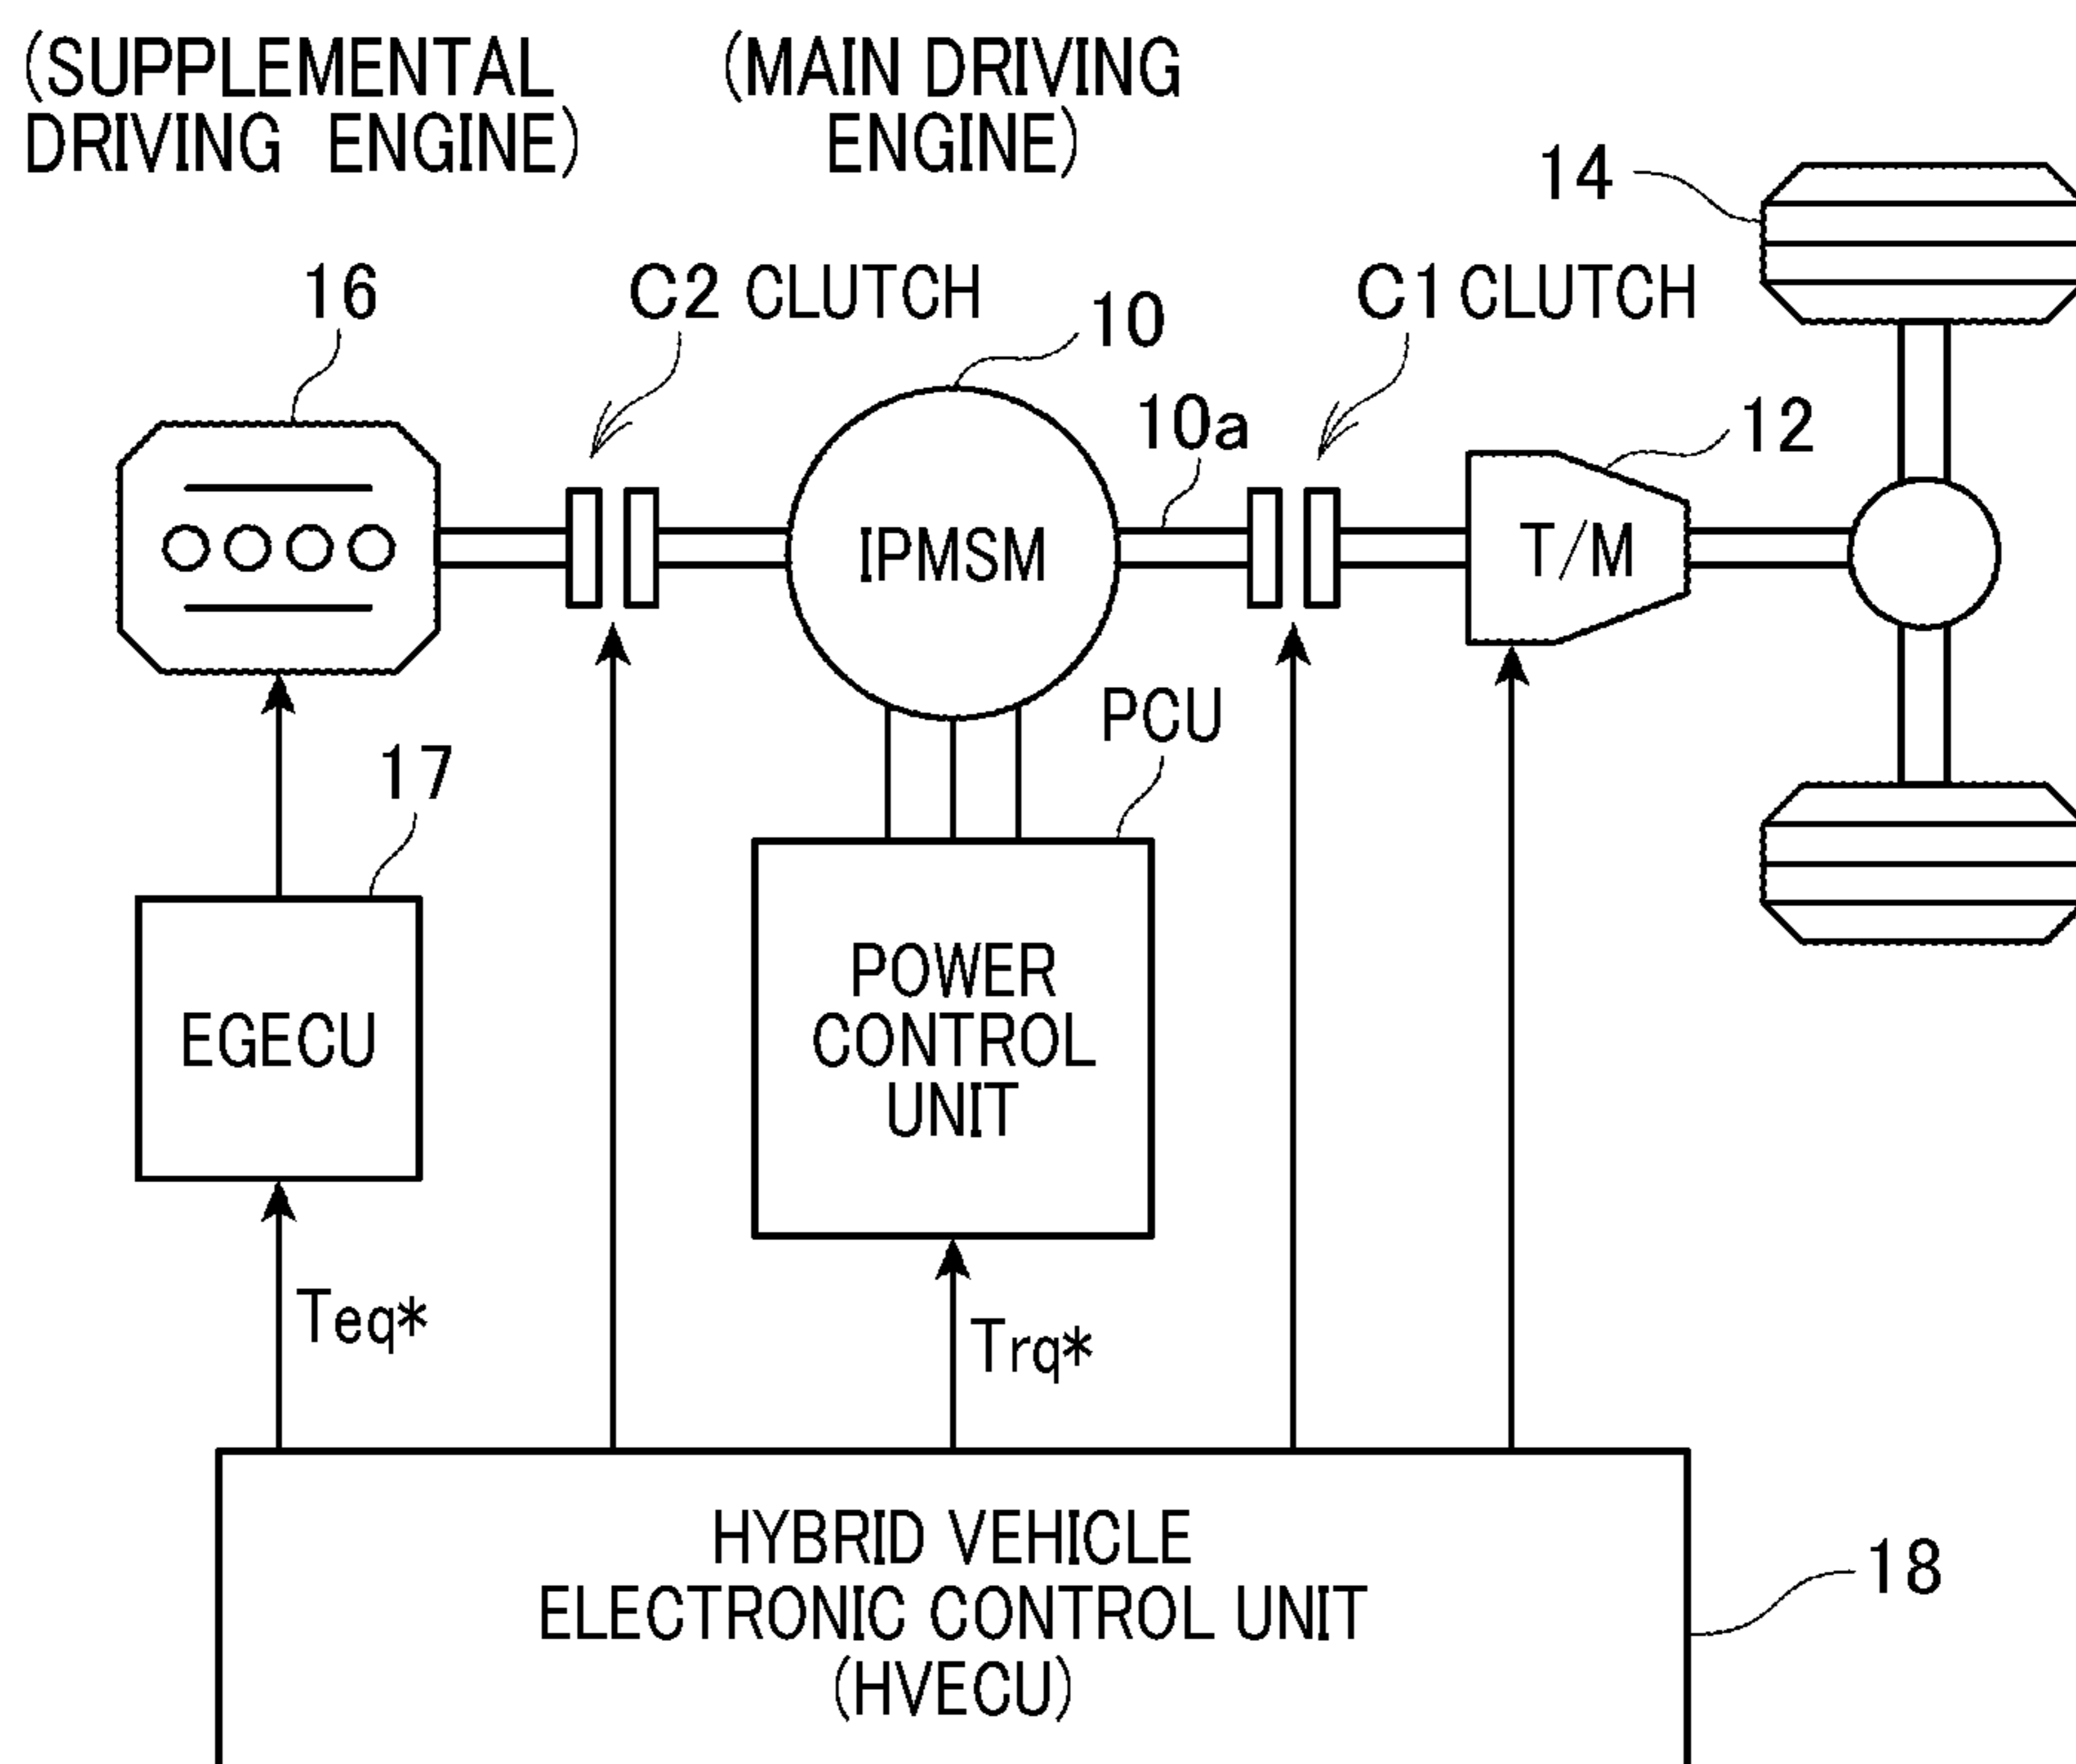 (SUPPLEMENTAL
DRIVING ENGINE)
(MAIN DRIVING
ENGINE)
14
16
C2 CLUTCH
10
C1 CLUTCH
10a
12
IPMSM
T/M
PCU
17
POWER
CONTROL
UNIT
EGECU
Teq*
Trq*
HYBRID VEHICLE
ELECTRONIC CONTROL UNIT
(HVECU)
18